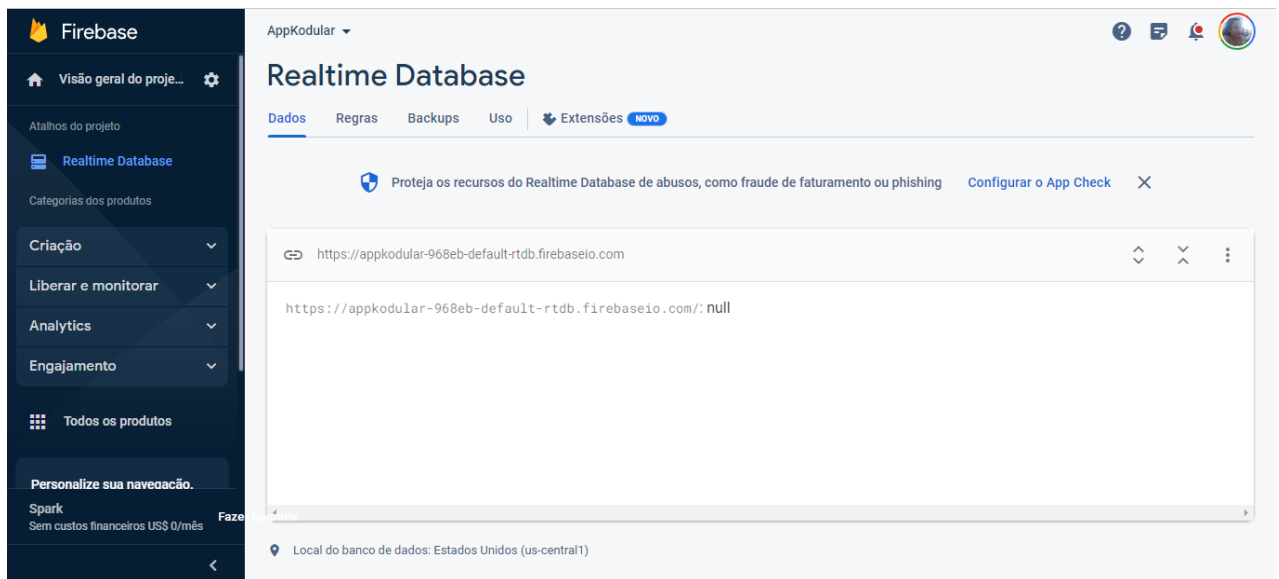 Firebase
AppKodular
Visão geral do proje...
Realtime Database
Atalhos do projeto
Dados Regras Backups Uso Extensões NOVO
Realtime Database
Proteja os recursos do Realtime Database de abusos, como fraude de faturamento ou phishing Configurar o App Check
Categorias dos produtos
Criação
https://appkodular-968eb-default-rtdb.firebaseio.com
Liberar e monitorar
https://appkodular-968eb-default-rtdb.firebaseio.com/: null
Analytics
Engajamento
Todos os produtos
Personalize sua navegação.
Spark
Sem custos financeiros US$ 0/mês
Fazer upgrade
Local do banco de dados: Estados Unidos (us-central1)